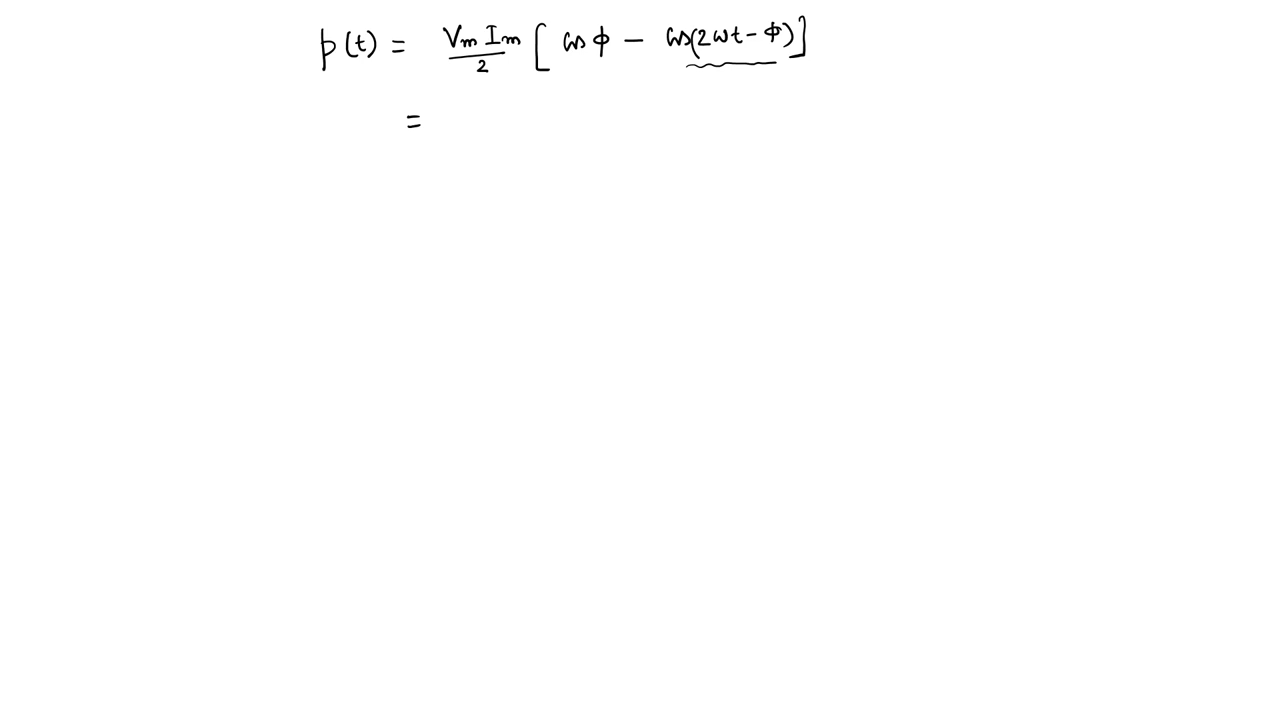 p(t) = VmIm/2 [ cos ϕ - cos(2ωt - ϕ)]
=